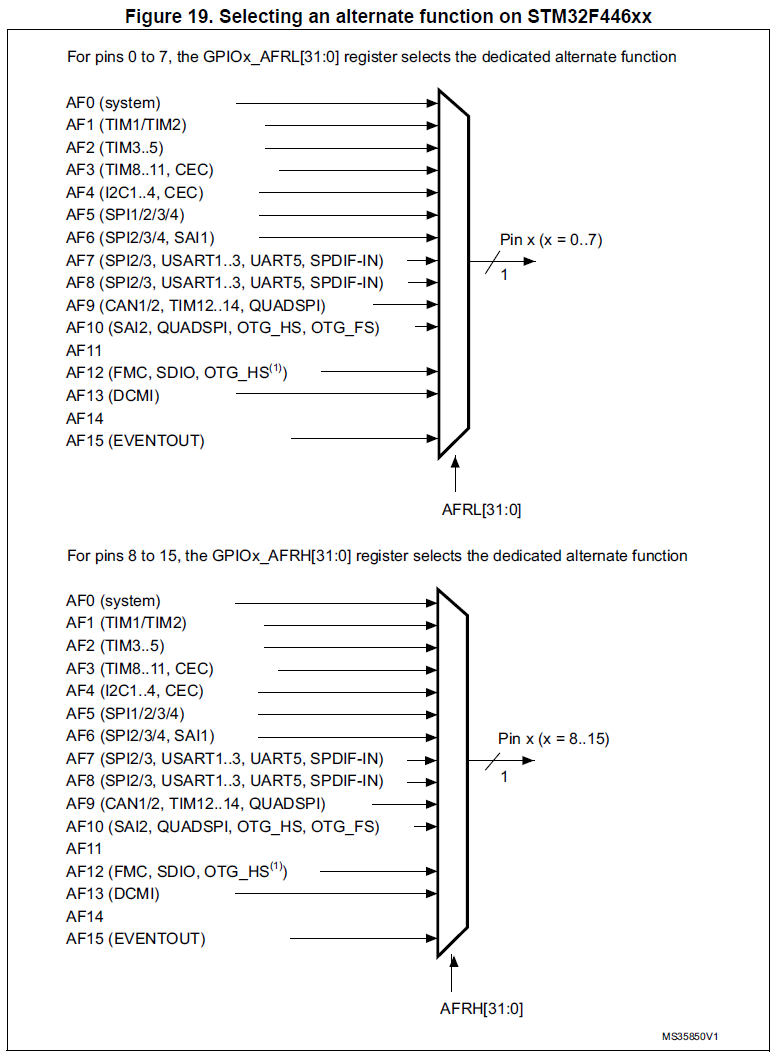 Figure 19. Selecting an alternate function on STM32F446xx
For pins 0 to 7, the GPIOx_AFRL[31:0] register selects the dedicated alternate function
AF0 (system)
AF1 (TIM1/TIM2)
AF2 (TIM3..5)
AF3 (TIM8..11, CEC)
AF4 (I2C1..4, CEC)
AF5 (SPI1/2/3/4)
AF6 (SPI2/3/4, SAI1)
AF7 (SPI2/3, USART1..3, UART5, SPDIF-IN)
AF8 (SPI2/3, USART1..3, UART5, SPDIF-IN)
AF9 (CAN1/2, TIM12..14, QUADSPI)
AF10 (SAI2, QUADSPI, OTG_HS, OTG_FS)
AF11
AF12 (FMC, SDIO, OTG_HS(1))
AF13 (DCMI)
AF14
AF15 (EVENTOUT)
Pin x (x = 0..7)
1
AFRL[31:0]
For pins 8 to 15, the GPIOx_AFRH[31:0] register selects the dedicated alternate function
AF0 (system)
AF1 (TIM1/TIM2)
AF2 (TIM3..5)
AF3 (TIM8..11, CEC)
AF4 (I2C1..4, CEC)
AF5 (SPI1/2/3/4)
AF6 (SPI2/3/4, SAI1)
AF7 (SPI2/3, USART1..3, UART5, SPDIF-IN)
AF8 (SPI2/3, USART1..3, UART5, SPDIF-IN)
AF9 (CAN1/2, TIM12..14, QUADSPI)
AF10 (SAI2, QUADSPI, OTG_HS, OTG_FS)
AF11
AF12 (FMC, SDIO, OTG_HS(1))
AF13 (DCMI)
AF14
AF15 (EVENTOUT)
Pin x (x = 8..15)
1
AFRH[31:0]
MS35850V1